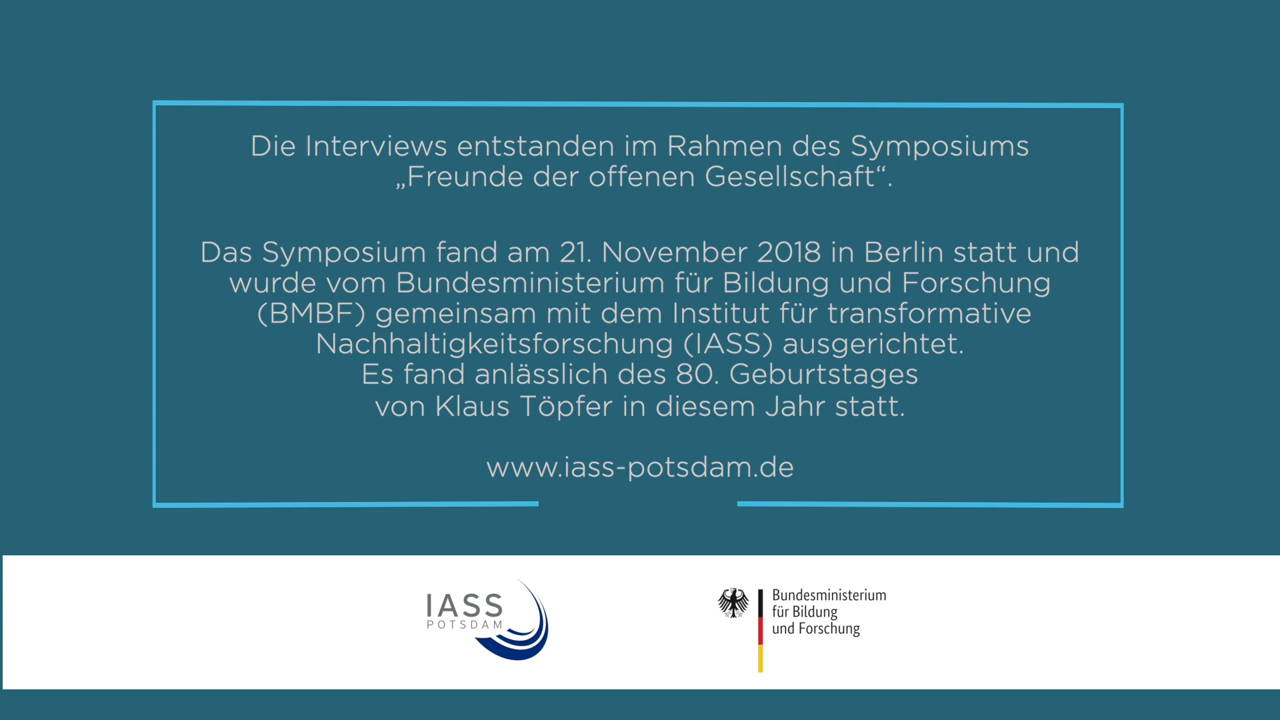 Die Interviews entstanden im Rahmen des Symposiums
„Freunde der offenen Gesellschaft“.
Das Symposium fand am 21. November 2018 in Berlin statt und
wurde vom Bundesministerium für Bildung und Forschung
(BMBF) gemeinsam mit dem Institut für transformative
Nachhaltigkeitsforschung (IASS) ausgerichtet.
Es fand anlässlich des 80. Geburtstages
von Klaus Töpfer in diesem Jahr statt.
www.iass-potsdam.de
IASS
POTSDAM
Bundesministerium
für Bildung
und Forschung